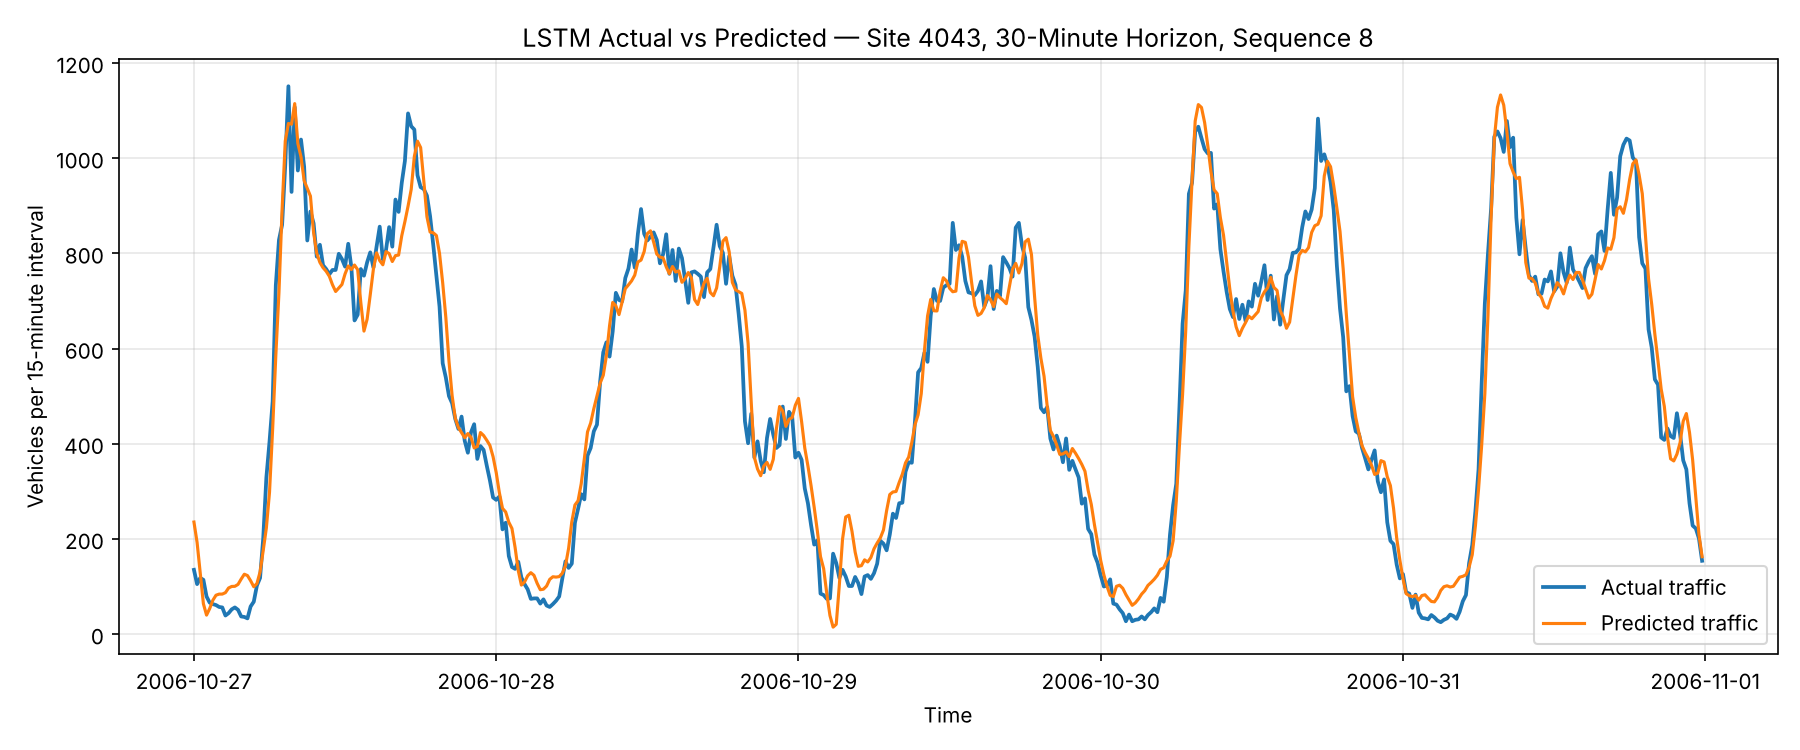 LSTM Actual vs Predicted — Site 4043, 30-Minute Horizon, Sequence 8
Vehicles per 15-minute interval
1200
1000
800
600
400
200
0
2006-10-27
2006-10-28
2006-10-29
2006-10-30
2006-10-31
2006-11-01
Time
Actual traffic
Predicted traffic